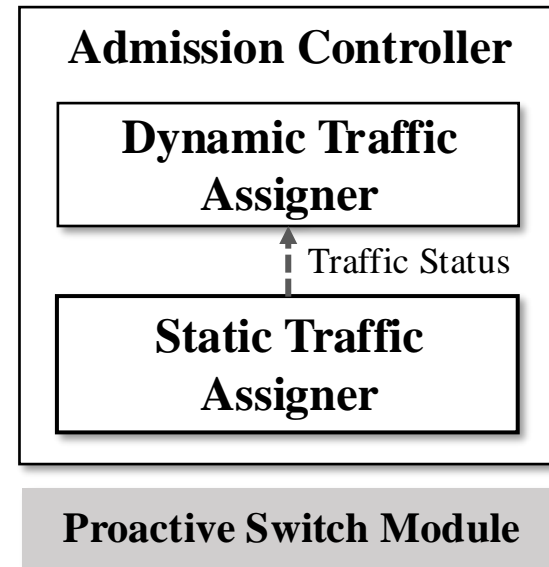 Admission Controller
Dynamic Traffic
Assigner
Traffic Status
Static Traffic
Assigner
Proactive Switch Module